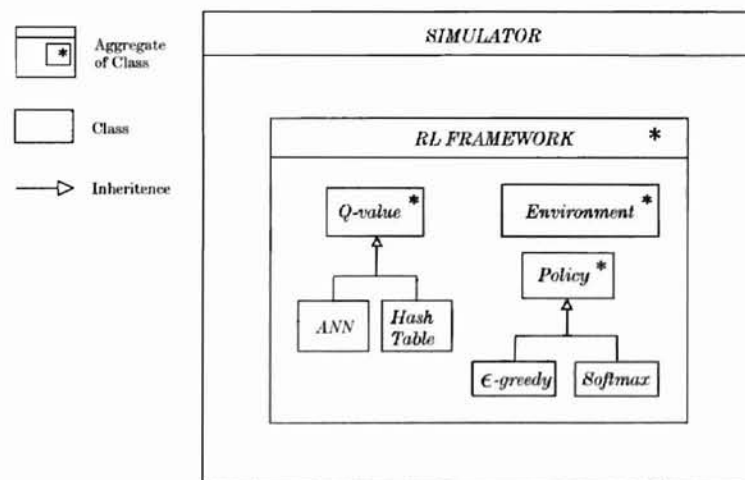 Aggregate
of Class
Class
Inheritence
SIMULATOR
RL FRAMEWORK *
Q-value *
Environment *
Policy *
ANN
Hash
Table
ϵ-greedy
Softmax
*